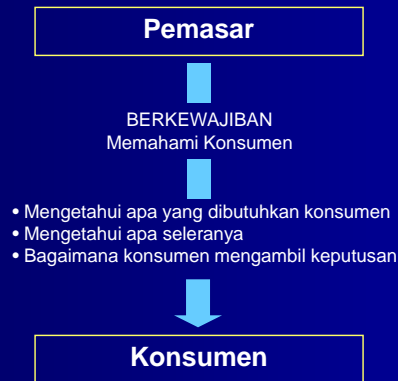 Pemasar
BERKEWAJIBAN
Memahami Konsumen
• Mengetahui apa yang dibutuhkan konsumen
• Mengetahui apa seleranya
• Bagaimana konsumen mengambil keputusan
Konsumen